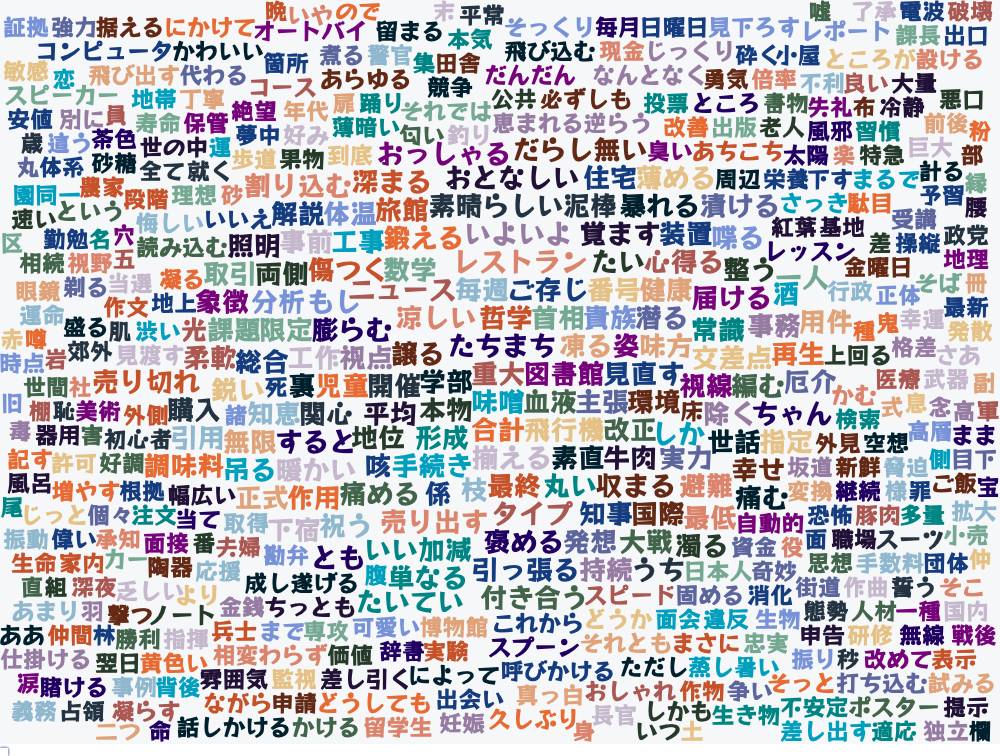 晩 いやの ので 末 平常 嘘 了承 電波 破壊
証拠 強力 据える にかけて オートバイ 留まる 本気 そっくり 毎月 日曜日 見下ろす レポート 課長 出口
コンピュータ かわいい 箇所 煮る 警官 集 田舎 飛び込む 現金 じっくり 砕く 小屋 ところが 設ける
敏感 恋 飛び出す 代わる コース あらゆる 競争 だんだん なんとなく 勇気 倍率 不利 良い 大量
スピーカー 地帯 丁寧 絶望 年代 扉 踊り それでは 公共 必ずしも 投票 ところ 書物 失礼 布 冷静 悪口
安値 別に 員 寿命 保管 夢中 好み 薄暗い 匂い 釣り 恵まれる 逆らう 改善 出版 老人 風邪 習慣 前後 粉
歳 違う 茶色 世の中 運 歩道 果物 到底 おっしゃる だらし無い 臭い あちこち 太陽 楽 特急 巨大 部
丸 体系 砂糖 全て 就く 割り込む 深まる おとなしい 住宅 薄める 周辺 栄養 下す まるで 計る 縁
園 同一 農家 段階 理想 砂 解説 体温 旅館 素晴らしい 泥棒 暴れる 漬ける さっき 駄目 予習 腰
速い という 悔しい いいえ 受講
区 勤勉 名 穴 読み込む 照明 事前 工事 鍛える いよいよ 覚ます 装置 喋る 紅葉 基地 差 操縦 政党
相続 視野 五 凝る 取引 両側 傷つく 数学 レストラン たい 心得る 整う レッスン 金曜日 地理
眼鏡 剃る 当選 作文 地上 象徴 分析 もし ニュース 毎週 ご存じ 番号 健康 届ける 酒 一人 行政 正体 そば 冊
運命 盛る 肌 渋い 光 課題 限定 膨らむ 涼しい 哲学 首相 貴族 潜る 常識 事務 用件 種 鬼 幸運 最新 発散
赤 噂 郊外 見渡す 柔軟 総合 工作 視点 譲る たちまち 凍る 姿 味方 交差点 再生 上回る 格差 さあ
時点 岩 世間 社 売り切れ 鋭い 死 裏 児童 開催 学部 重大 図書館 見直す 視線 編む 厄介 かむ 医療 武器 副
旧 棚 恥 美術 外側 購入 諸 知恵 関心 平均 本物 味噌 血液 主張 環境 床 除く ちゃん 検索 式 息 念 高 軍
毒 器用 害 初心者 引用 無限 すると 地位 形成 合計 飛行機 改正 しか 世話 指定 外見 空想 高層 まま
記す 許可 好調 調味料 吊る 暖かい 咳 手続き 揃える 素直 牛肉 実力 幸せ 坂道 新鮮 脅迫 側 目下
風呂 増やす 根拠 幅広い 正式 作用 痛める 係 枝 最終 丸い 収まる 避難 痛む 変換 継続 様 罪 ご飯 宝
尾 じっと 個々 注文 当て 取得 下宿 祝う 売り出す タイプ 知事 国際 最低 自動的 恐怖 豚肉 多量 拡大
振動 偉い 承知 面接 番 夫婦 勘弁 とも いい加減 褒める 発想 大戦 濁る 資金 役 面 職場 スーツ 小売
生命 家内 カー 陶器 応援 成し遂げる 腹 単なる 引っ張る 持続 うち 日本人 奇妙 思想 手数料 団体 仲
直組 深夜 乏しい より 金銭 ちっとも たいてい 付き合う スピード 固める 消化 街道 作曲 誓う そこ
あまり 羽 撃つ ノート 兵士 まで 専攻 可愛い 博物館 これから どうか 面会 違反 生物 態勢 人材 一種 国内
ああ 仲間 林 勝利 指揮 相変わらず 価値 辞書 実験 スプーン それとも まさに 忠実 申告 研修 無線 戦後
仕掛ける 翌日 黄色い 雰囲気 監視 差し引く によって 呼びかける ただし 蒸し暑い 振り 秒 改めて 表示
涙 賭ける 事例 背後 ながら 申請 どうしても 出会い 真っ白 おしゃれ 作物 争い そっと 打ち込む 試みる
義務 占領 凝らす 二つ 命 話しかける かける 留学生 妊娠 久しぶり 身 長官 しかも 生き物 不安定 ポスター 提示
いつ 土 差し出す 適応 独立 欄